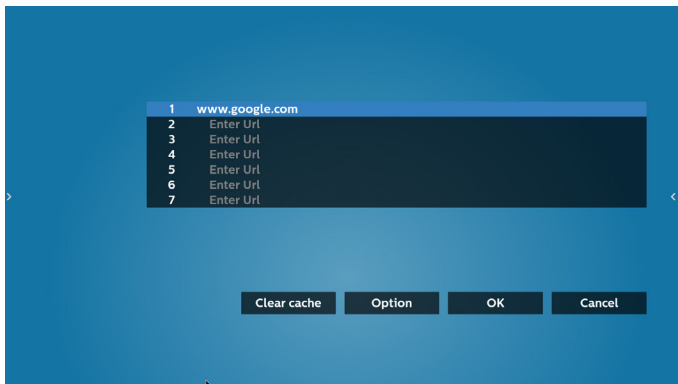 1 www.google.com
2 Enter Url
3 Enter Url
4 Enter Url
5 Enter Url
6 Enter Url
7 Enter Url
Clear cache Option OK Cancel